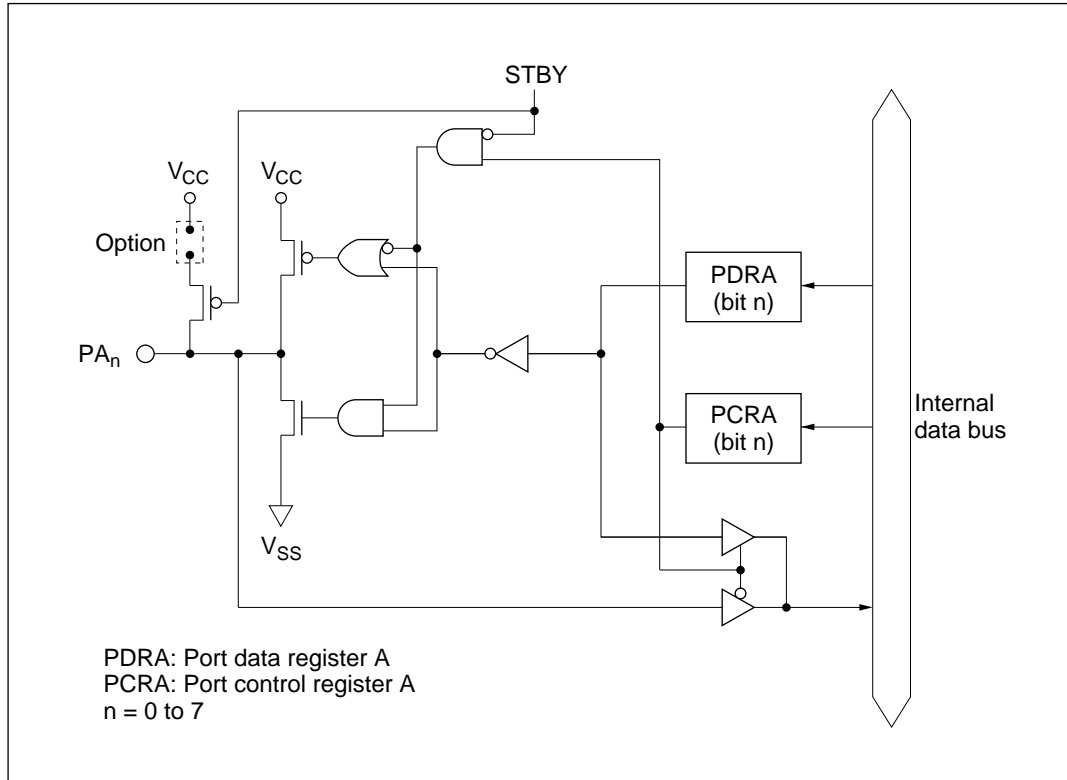 STBY
VCC
VCC
Option
PDRA
(bit n)
PAn
PCRA
(bit n)
Internal
data bus
VSS
PDRA: Port data register A
PCRA: Port control register A
n = 0 to 7